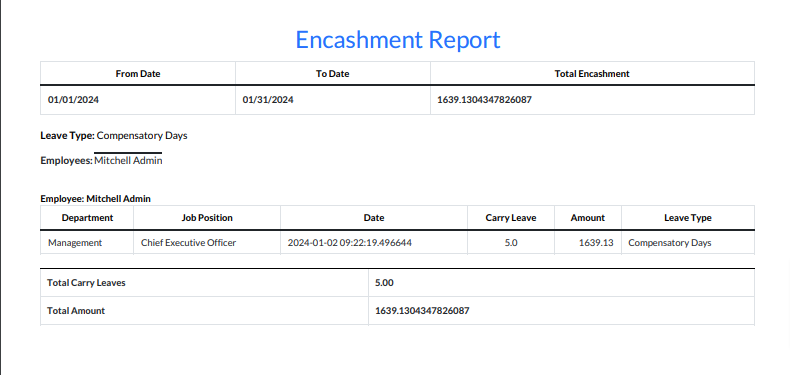 Encashment Report
From Date To Date Total Encashment
01/01/2024 01/31/2024 1639.1304347826087
Leave Type: Compensatory Days
Employees: Mitchell Admin
Employee: Mitchell Admin
Department Job Position Date Carry Leave Amount Leave Type
Management Chief Executive Officer 2024-01-02 09:22:19.496644 5.0 1639.13 Compensatory Days
Total Carry Leaves 5.00
Total Amount 1639.1304347826087